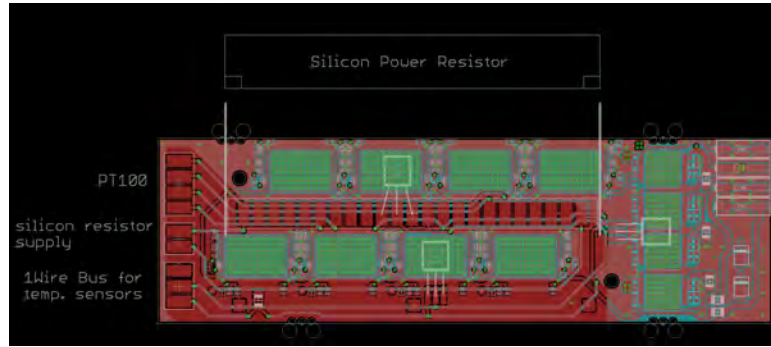 Silicon Power Resistor
PT100
silicon resistor
supply
1Wire Bus for
temp. sensors